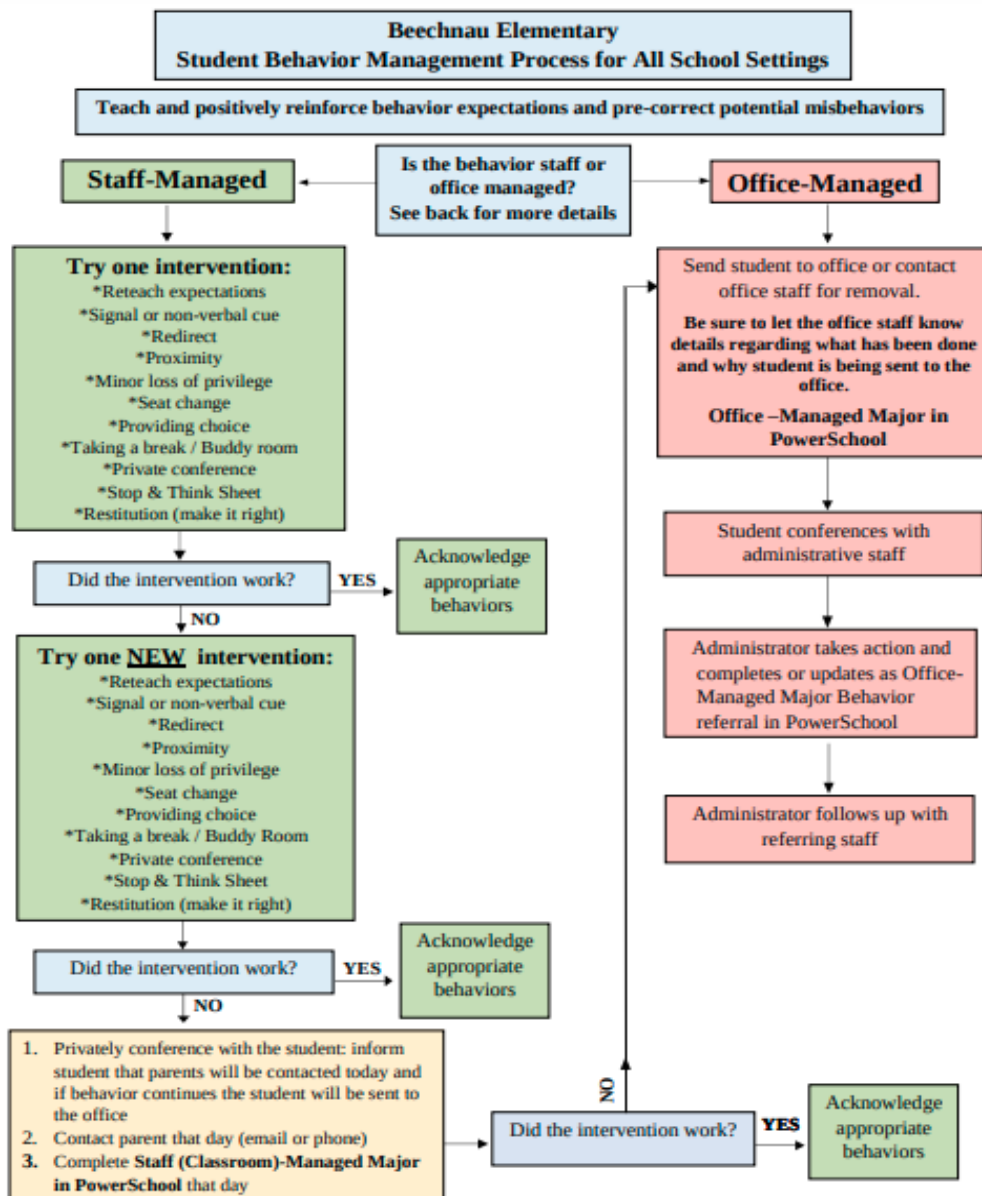 Beechnau Elementary
Student Behavior Management Process for All School Settings
Teach and positively reinforce behavior expectations and pre-correct potential misbehaviors
Is the behavior staff or
office managed?
See back for more details
Staff-Managed
Office-Managed
Try one intervention:
*Reteach expectations
*Signal or non-verbal cue
*Redirect
*Proximity
*Minor loss of privilege
*Seat change
*Providing choice
*Taking a break / Buddy room
*Private conference
*Stop & Think Sheet
*Restitution (make it right)
Did the intervention work?
YES
Acknowledge
appropriate
behaviors
NO
Try one NEW intervention:
*Reteach expectations
*Signal or non-verbal cue
*Redirect
*Proximity
*Minor loss of privilege
*Seat change
*Providing choice
*Taking a break / Buddy Room
*Private conference
*Stop & Think Sheet
*Restitution (make it right)
Did the intervention work?
YES
Acknowledge
appropriate
behaviors
NO
1. Privately conference with the student: inform
student that parents will be contacted today and
if behavior continues the student will be sent to
the office
2. Contact parent that day (email or phone)
3. Complete Staff (Classroom)-Managed Major
in PowerSchool that day
Did the intervention work?
YES
Acknowledge
appropriate
behaviors
NO
Send student to office or contact
office staff for removal.
Be sure to let the office staff know
details regarding what has been done
and why student is being sent to the
office.
Office –Managed Major in
PowerSchool
Student conferences with
administrative staff
Administrator takes action and
completes or updates as Office-
Managed Major Behavior
referral in PowerSchool
Administrator follows up with
referring staff